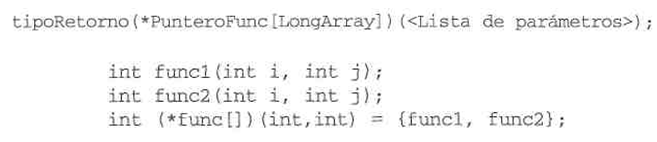 tipoRetorno(*PunteroFunc[LongArray])(<Lista de parámetros>);
int func1(int i, int j);
int func2(int i, int j);
int (*func[])(int,int) = {func1, func2};